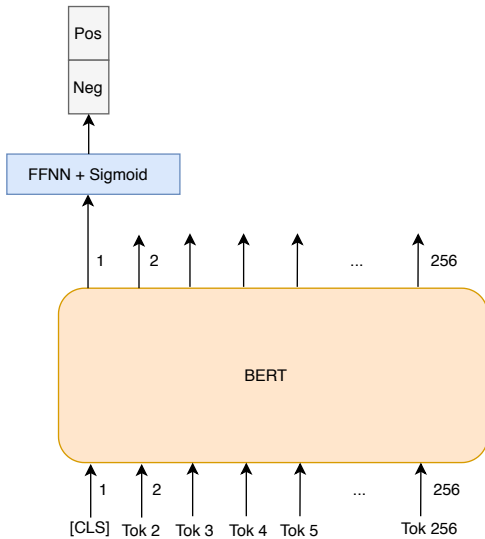 Pos
Neg
FFNN + Sigmoid
1 2 ... 256
BERT
1 2 ... 256
[CLS] Tok 2 Tok 3 Tok 4 Tok 5 Tok 256